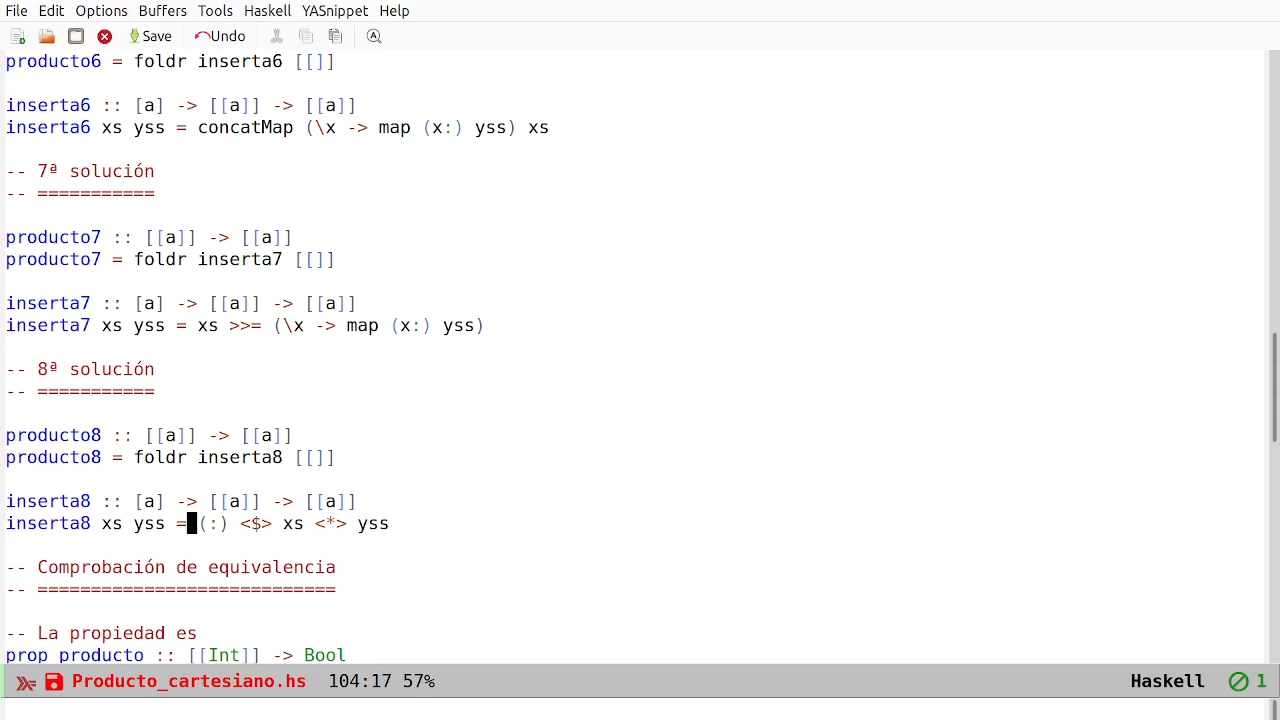 File Edit Options Buffers Tools Haskell YASnippet Help
Save Undo
producto6 = foldr inserta6 [[]]
inserta6 :: [a] -> [[a]] -> [[a]]
inserta6 xs yss = concatMap (\x -> map (x:) yss) xs
-- 7ª solución
-- ===========
producto7 :: [[a]] -> [[a]]
producto7 = foldr inserta7 [[]]
inserta7 :: [a] -> [[a]] -> [[a]]
inserta7 xs yss = xs >>= (\x -> map (x:) yss)
-- 8ª solución
-- ===========
producto8 :: [[a]] -> [[a]]
producto8 = foldr inserta8 [[]]
inserta8 :: [a] -> [[a]] -> [[a]]
inserta8 xs yss = (:) <$> xs <*> yss
-- Comprobación de equivalencia
-- ============================
-- La propiedad es
prop_producto :: [[Int]] -> Bool
Producto_cartesiano.hs 104:17 57% Haskell 1